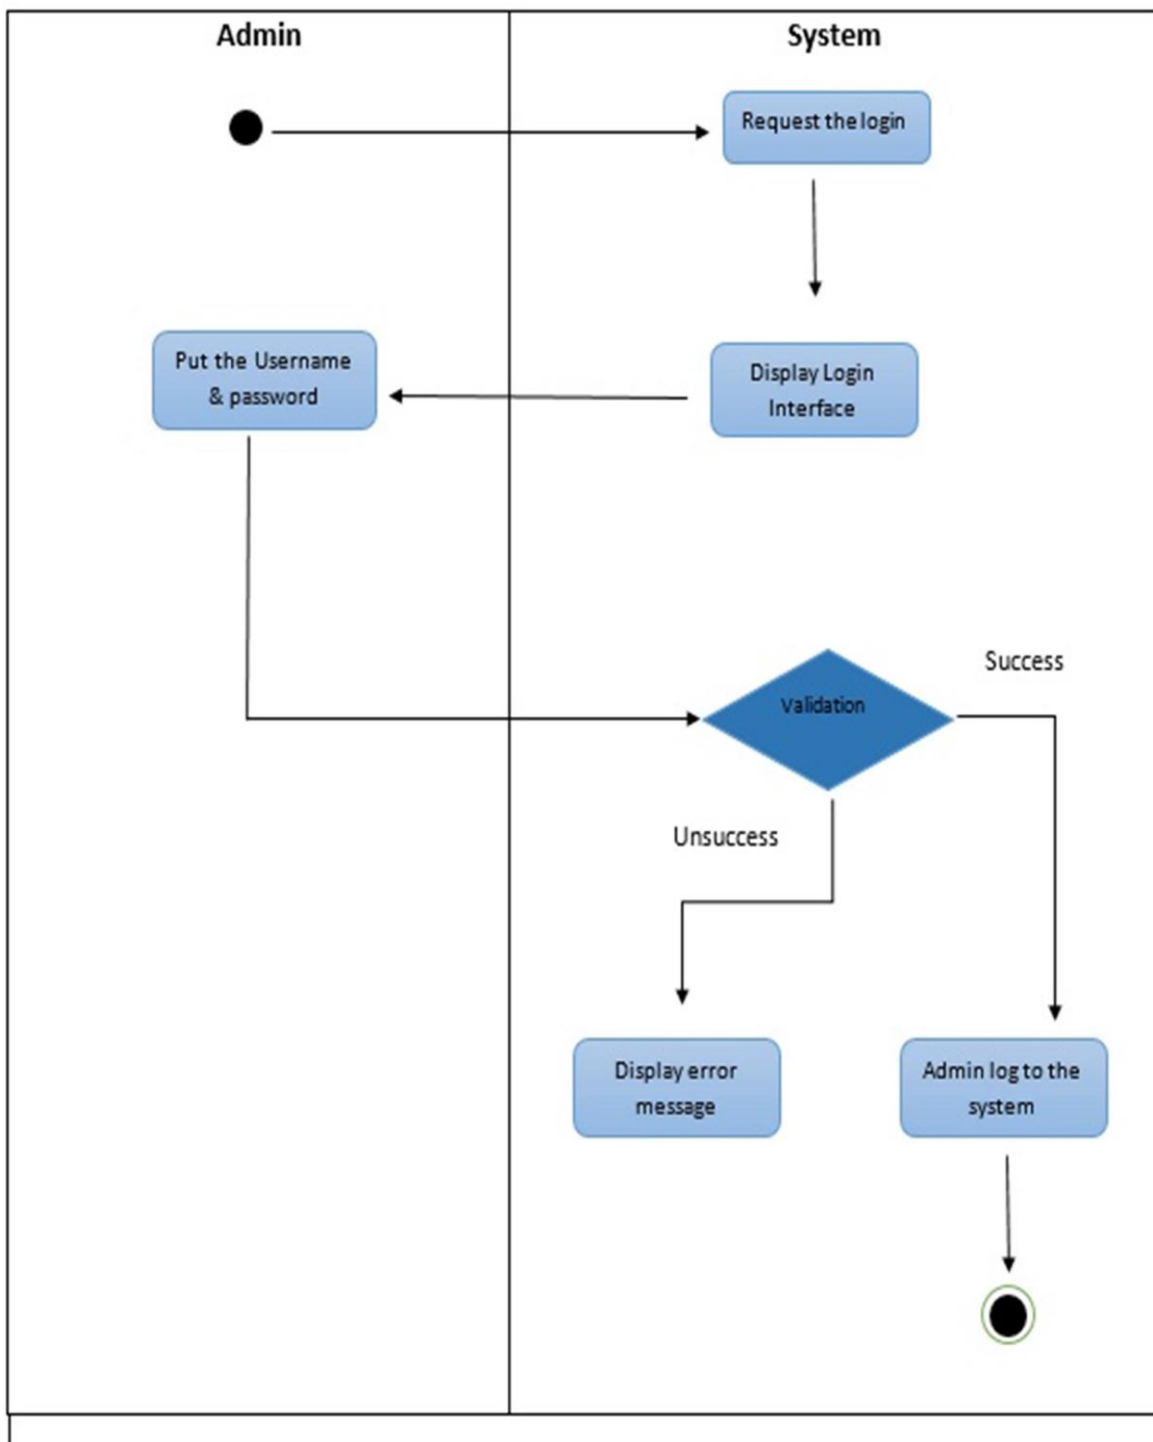 Admin
System
Request the login
Put the Username
& password
Display Login
Interface
Validation
Success
Unsuccess
Display error
message
Admin log to the
system